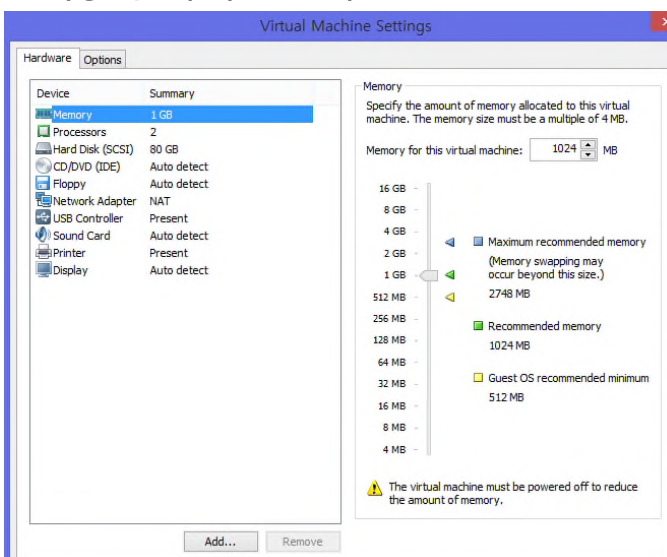 Virtual Machine Settings
Hardware Options
Device Summary
Memory 1 GB
Processors 2
Hard Disk (SCSI) 80 GB
CD/DVD (IDE) Auto detect
Floppy Auto detect
Network Adapter NAT
USB Controller Present
Sound Card Auto detect
Printer Present
Display Auto detect
Add... Remove
Memory
Specify the amount of memory allocated to this virtual
machine. The memory size must be a multiple of 4 MB.
Memory for this virtual machine: 1024 MB
16 GB
8 GB
4 GB
2 GB
1 GB
512 MB
256 MB
128 MB
64 MB
32 MB
16 MB
8 MB
4 MB
Maximum recommended memory
(Memory swapping may
occur beyond this size.)
2748 MB
Recommended memory
1024 MB
Guest OS recommended minimum
512 MB
The virtual machine must be powered off to reduce
the amount of memory.